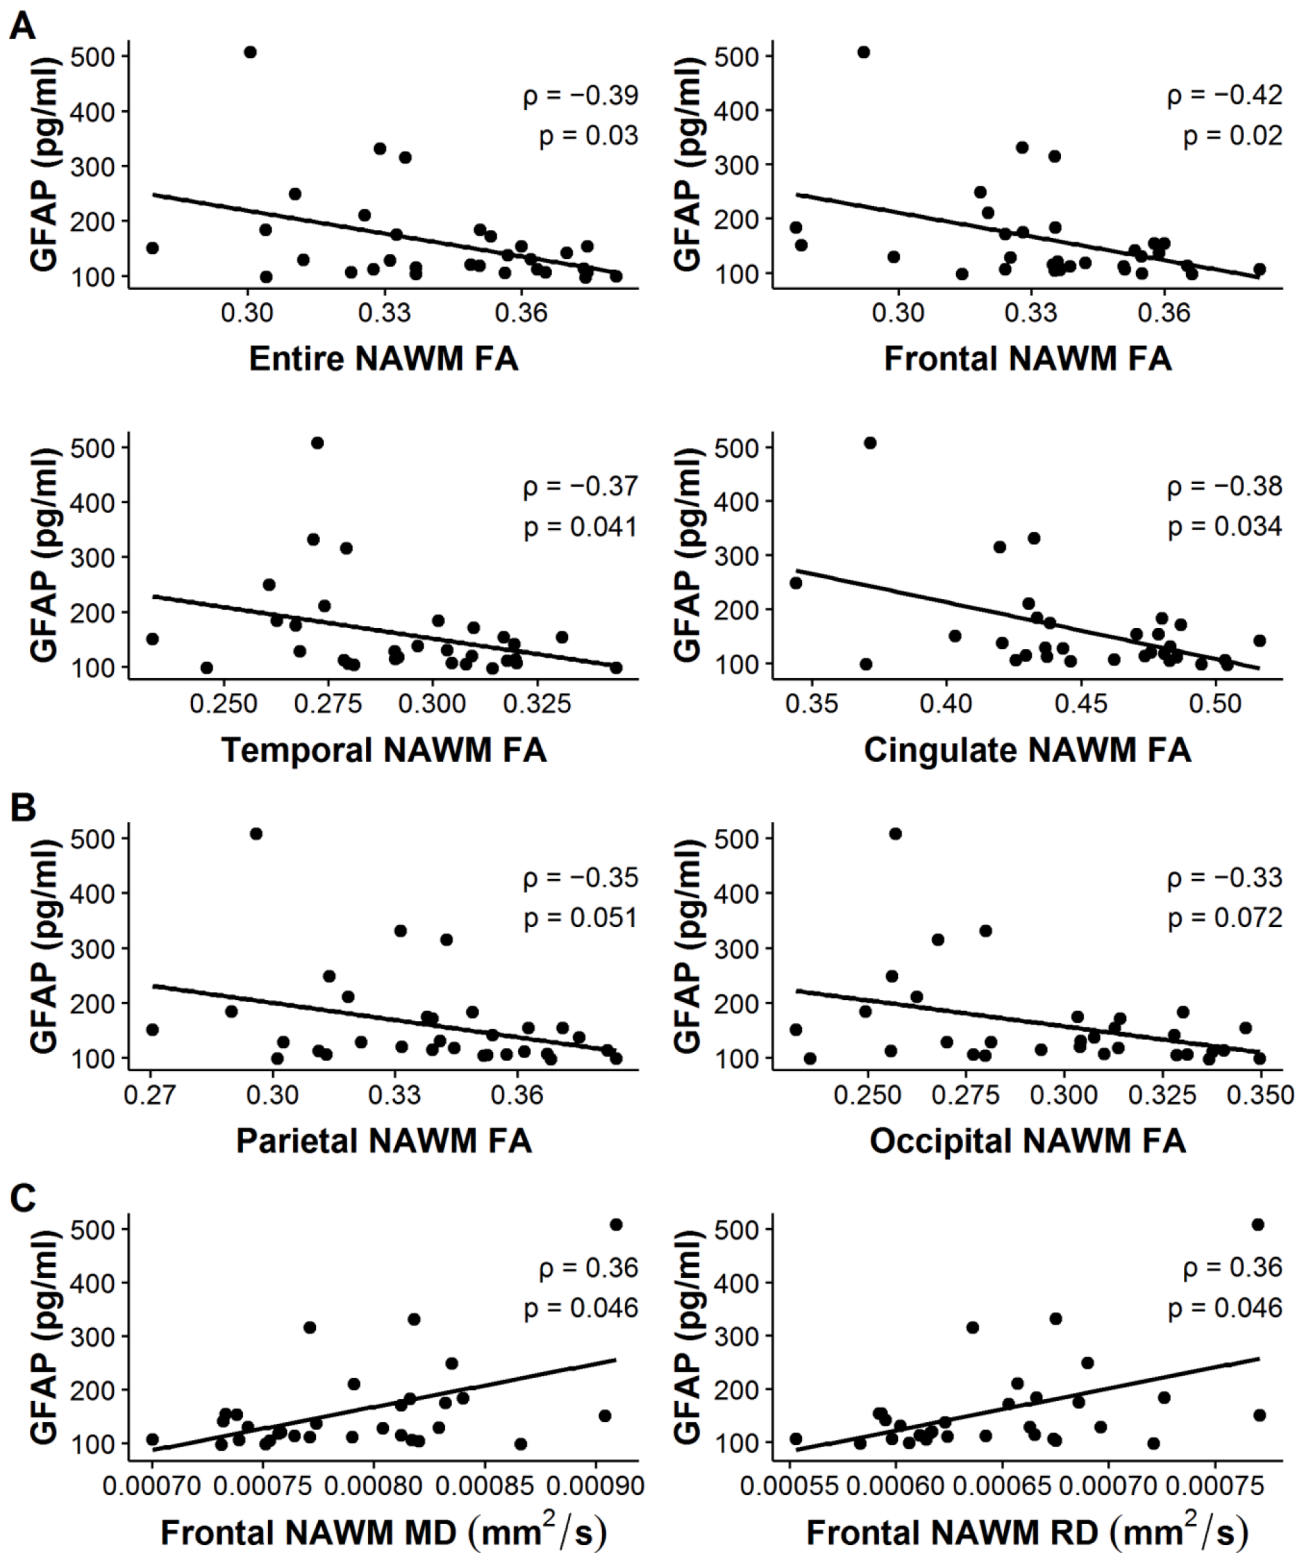 A
GFAP (pg/ml)
500
400
300
200
100
ρ = −0.39
p = 0.03
0.30 0.33 0.36
Entire NAWM FA
GFAP (pg/ml)
500
400
300
200
100
ρ = −0.42
p = 0.02
0.30 0.33 0.36
Frontal NAWM FA
GFAP (pg/ml)
500
400
300
200
100
ρ = −0.37
p = 0.041
0.250 0.275 0.300 0.325
Temporal NAWM FA
GFAP (pg/ml)
500
400
300
200
100
ρ = −0.38
p = 0.034
0.35 0.40 0.45 0.50
Cingulate NAWM FA
B
GFAP (pg/ml)
500
400
300
200
100
ρ = −0.35
p = 0.051
0.27 0.30 0.33 0.36
Parietal NAWM FA
GFAP (pg/ml)
500
400
300
200
100
ρ = −0.33
p = 0.072
0.250 0.275 0.300 0.325 0.350
Occipital NAWM FA
C
GFAP (pg/ml)
500
400
300
200
100
ρ = 0.36
p = 0.046
0.00070 0.00075 0.00080 0.00085 0.00090
Frontal NAWM MD (mm²/s)
GFAP (pg/ml)
500
400
300
200
100
ρ = 0.36
p = 0.046
0.00055 0.00060 0.00065 0.00070 0.00075
Frontal NAWM RD (mm²/s)